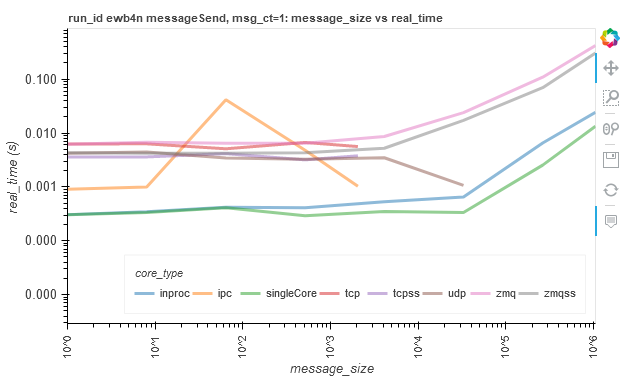 run_id ewb4n messageSend, msg_ct=1: message_size vs real_time
real_time (s)
0.100
0.010
0.001
0.000
0.000
core_type
inproc ipc singleCore tcp tcpss udp zmq zmqss
10^0 10^1 10^2 10^3 10^4 10^5 10^6
message_size